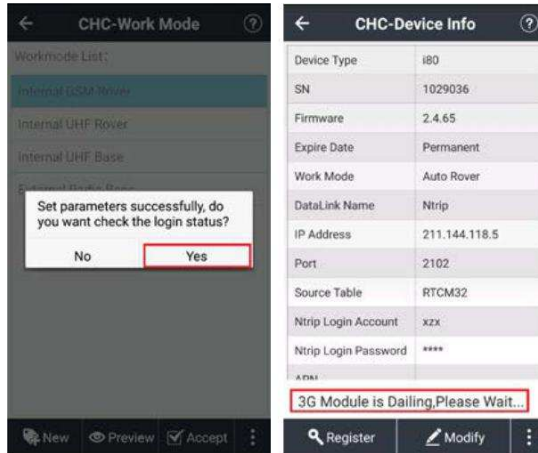 CHC-Work Mode
Workmode List:
Internal GSM Rover
Internal UHF Rover
Internal UHF Base
External Radio Base
Set parameters successfully, do
you want check the login status?
No
Yes
New
Preview
Accept
CHC-Device Info
Device Type i80
SN 1029036
Firmware 2.4.65
Expire Date Permanent
Work Mode Auto Rover
DataLink Name Ntrip
IP Address 211.144.118.5
Port 2102
Source Table RTCM32
Ntrip Login Account xzx
Ntrip Login Password ****
APN
3G Module is Dailing,Please Wait...
Register
Modify